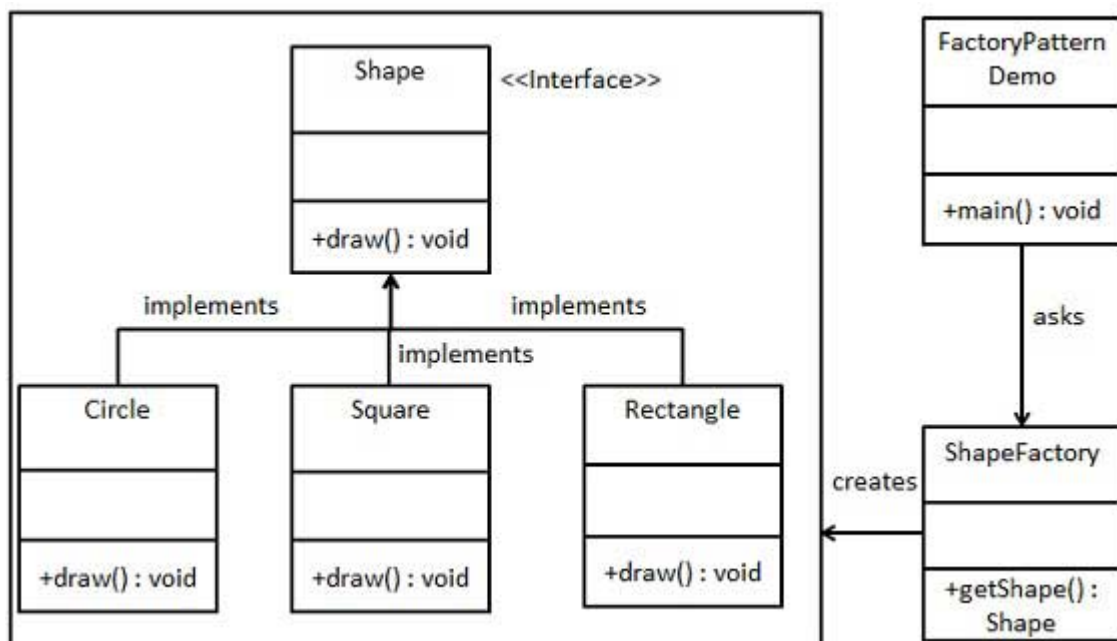 Shape
<<Interface>>
+draw() : void
implements
implements
implements
Circle
+draw() : void
Square
+draw() : void
Rectangle
+draw() : void
FactoryPattern
Demo
+main() : void
asks
ShapeFactory
creates
+getShape() :
Shape